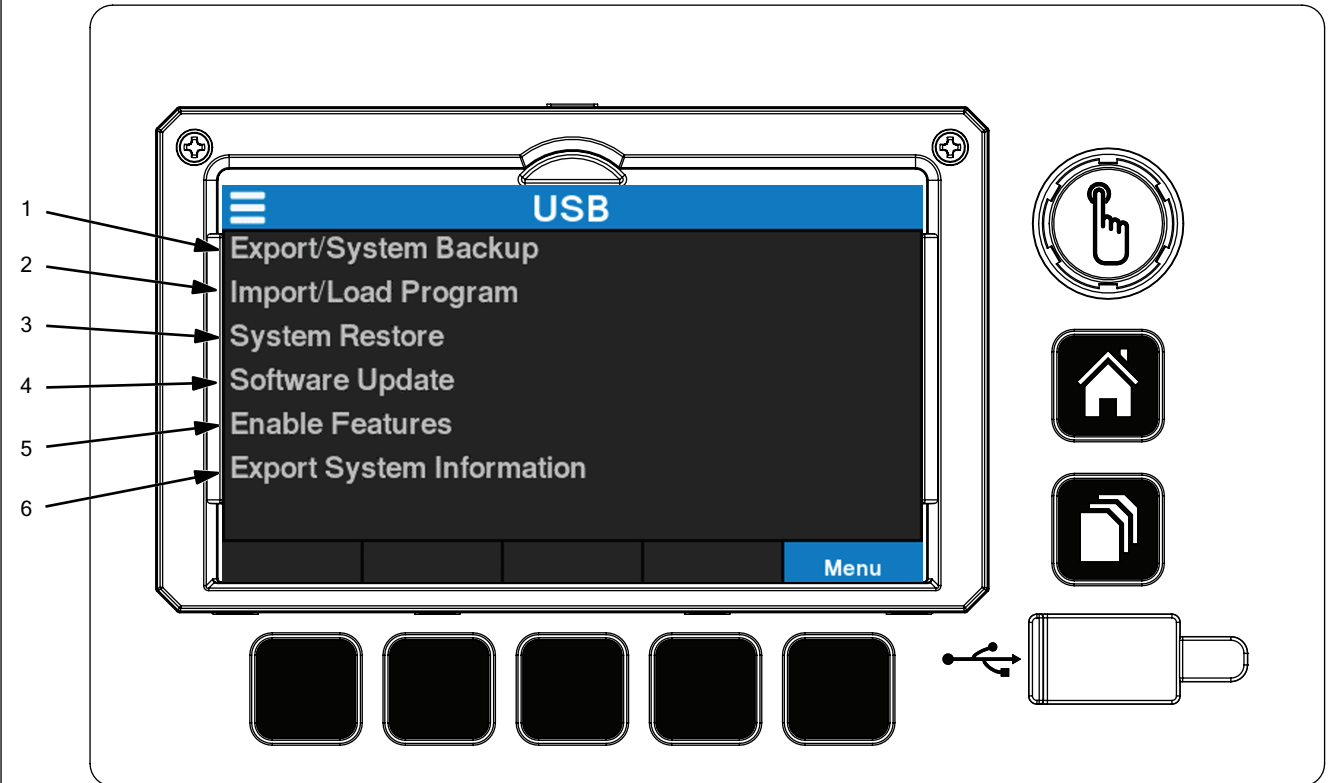 USB
1 Export/System Backup
2 Import/Load Program
3 System Restore
4 Software Update
5 Enable Features
6 Export System Information
Menu